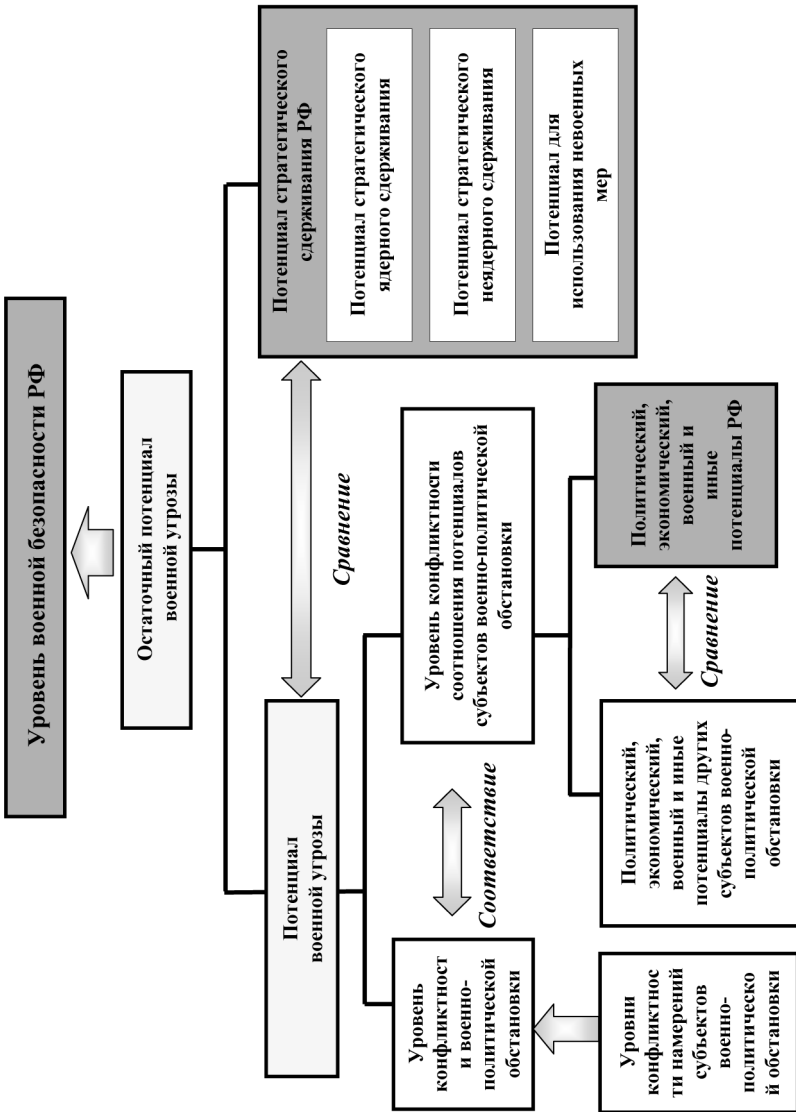 Уровень военной безопасности РФ
Остаточный потенциал
военной угрозы
Потенциал
военной угрозы
Сравнение
Потенциал стратегического
сдерживания РФ
Потенциал стратегического
ядерного сдерживания
Потенциал стратегического
неядерного сдерживания
Потенциал для
использования невоенных
мер
Уровень
конфликтност
и военно-
политической
обстановки
Соответствие
Уровень конфликтности
соотношения потенциалов
субъектов военно-политической
обстановки
Уровни
конфликтнос
ти намерений
субъектов
военно-
политическо
й обстановки
Политический,
экономический,
военный и иные
потенциалы других
субъектов военно-
политической
обстановки
Сравнение
Политический,
экономический,
военный и
иные
потенциалы РФ